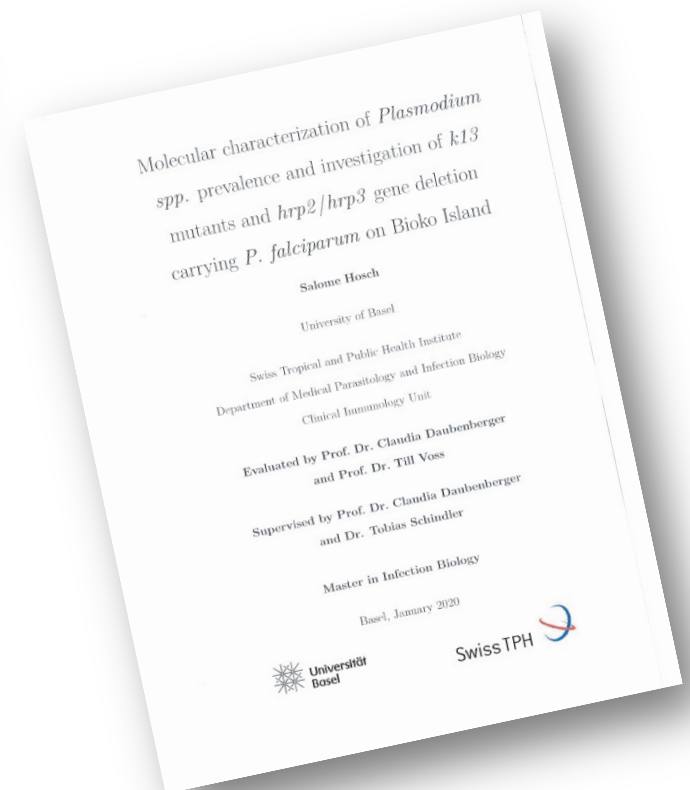 Molecular characterization of Plasmodium
spp. prevalence and investigation of k13
mutants and hrp2/hrp3 gene deletion
carrying P. falciparum on Bioko Island
Salome Hosch
University of Basel
Swiss Tropical and Public Health Institute
Department of Medical Parasitology and Infection Biology
Clinical Immunology Unit
Evaluated by Prof. Dr. Claudia Daubenberger
and Prof. Dr. Till Voss
Supervised by Prof. Dr. Claudia Daubenberger
and Dr. Tobias Schindler
Master in Infection Biology
Basel, January 2020
Universität
Basel
Swiss TPH